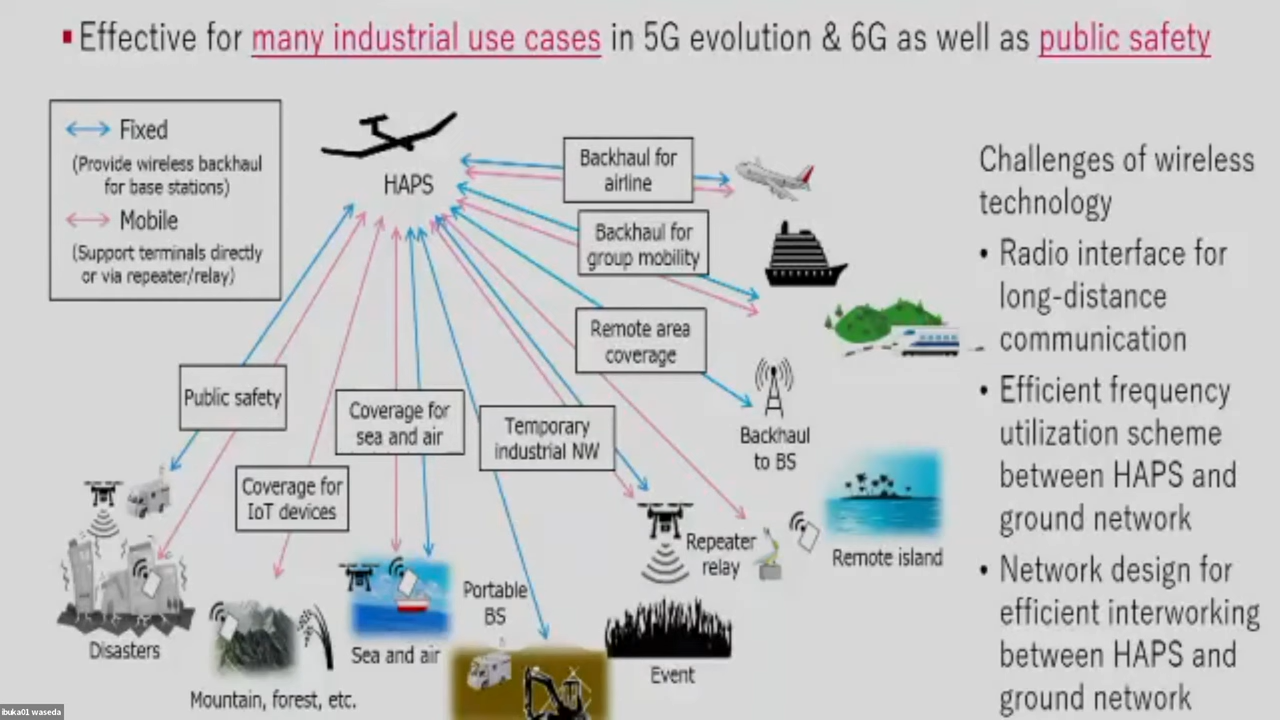 Effective for many industrial use cases in 5G evolution & 6G as well as public safety
Fixed
(Provide wireless backhaul
for base stations)
Mobile
(Support terminals directly
or via repeater/relay)
HAPS
Backhaul for
airline
Backhaul for
group mobility
Remote area
coverage
Public safety
Coverage for
sea and air
Temporary
industrial NW
Coverage for
IoT devices
Backhaul
to BS
Repeater
relay
Remote island
Portable
BS
Disasters
Sea and air
Event
Mountain, forest, etc.
Challenges of wireless
technology
• Radio interface for
long-distance
communication
• Efficient frequency
utilization scheme
between HAPS and
ground network
• Network design for
efficient interworking
between HAPS and
ground network
ibuka01 waseda